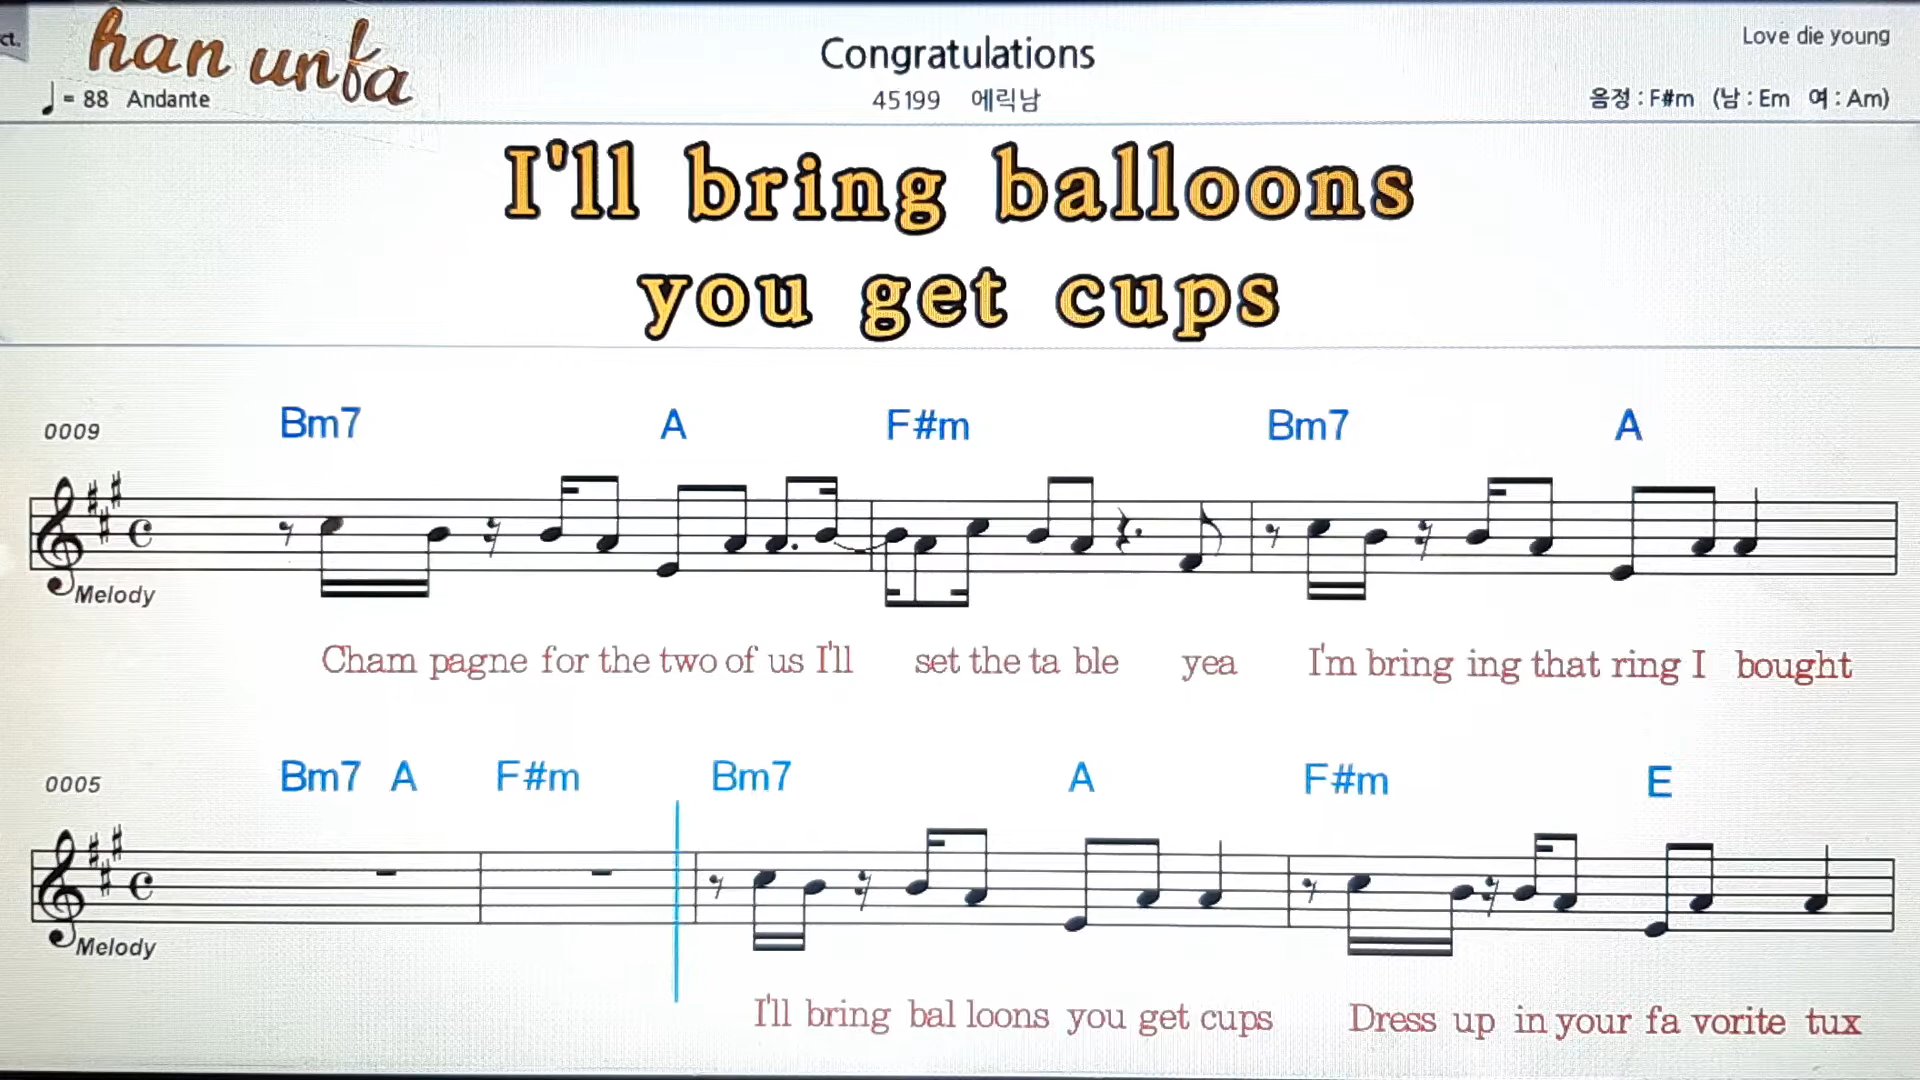 ct.
han unfa
Congratulations
Love die young
= 88 Andante
45199 에릭남
음정 : F#m (남 : Em 여 : Am)
I'll bring balloons
you get cups
0009 Bm7 A F#m Bm7 A
Melody
Cham pagne for the two of us I'll set the ta ble yea I'm bring ing that ring I bought
0005 Bm7 A F#m Bm7 A F#m E
Melody
I'll bring bal loons you get cups Dress up in your fa vorite tux